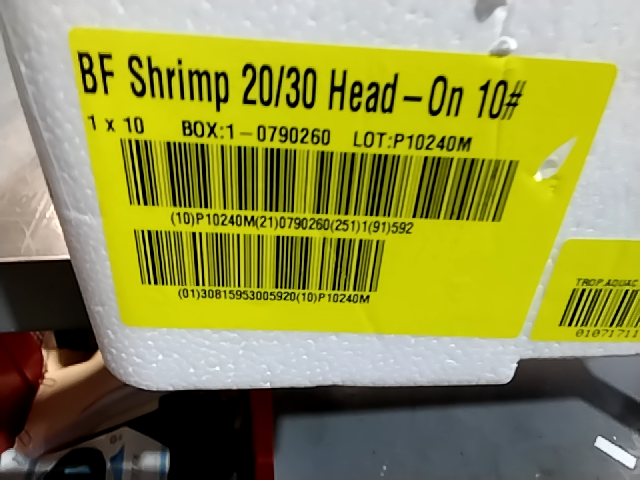 BF Shrimp 20/30 Head-On 10#
1 x 10 BOX:1-0790260 LOT:P10240M
(10)P10240M(21)0790260(251)1(91)592
(01)30815953005920(10)P10240M
TROP.AQUAC
01071711